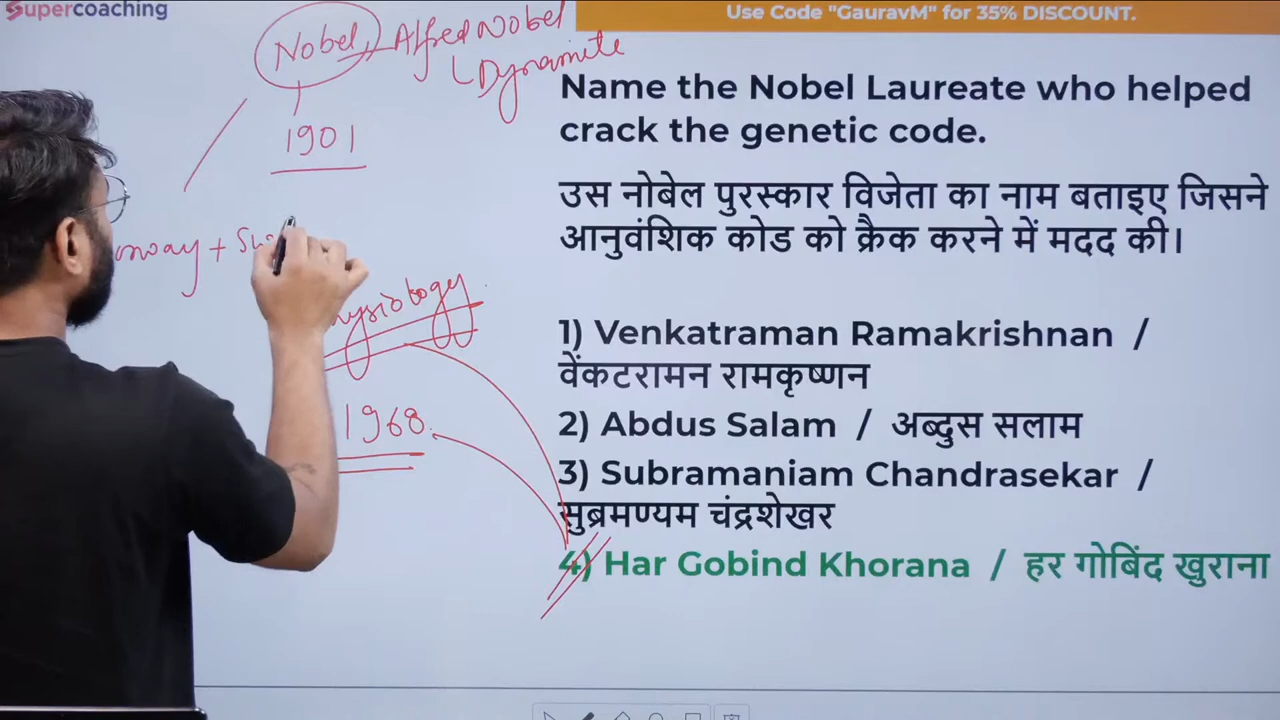 Supercoaching
Use Code "GauravM" for 35% DISCOUNT.
Nobel, Alfred Nobel
Dynamite
1901
+
Physiology
1968
Name the Nobel Laureate who helped
crack the genetic code.
उस नोबेल पुरस्कार विजेता का नाम बताइए जिसने
आनुवंशिक कोड को क्रैक करने में मदद की।
1) Venkatraman Ramakrishnan /
वेंकटरामन रामकृष्णन
2) Abdus Salam / अब्दुस सलाम
3) Subramaniam Chandrasekar /
सुब्रमण्यम चंद्रशेखर
4) Har Gobind Khorana / हर गोबिंद खुराना